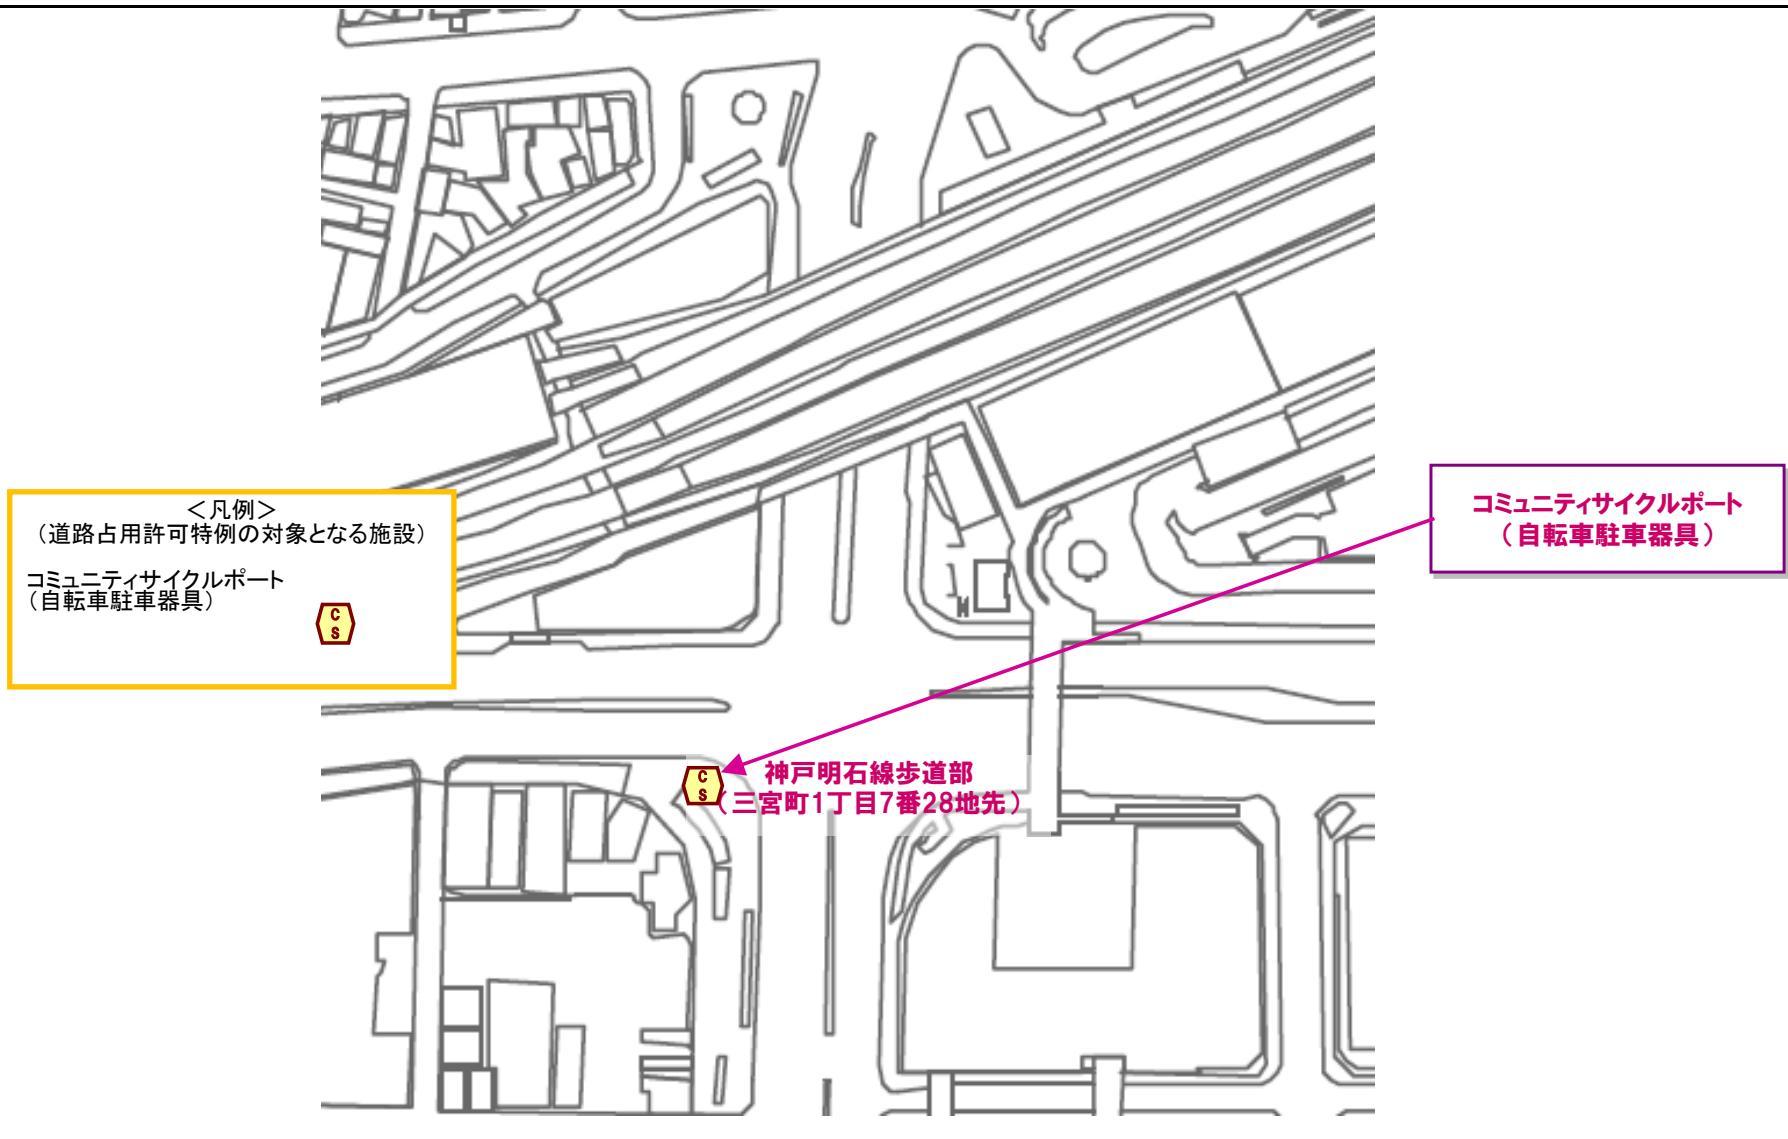 ＜凡例＞
（道路占用許可特例の対象となる施設）
コミュニティサイクルポート
（自転車駐車器具）
C
S
コミュニティサイクルポート
（自転車駐車器具）
C
S
神戸明石線歩道部
（三宮町1丁目7番28地先）